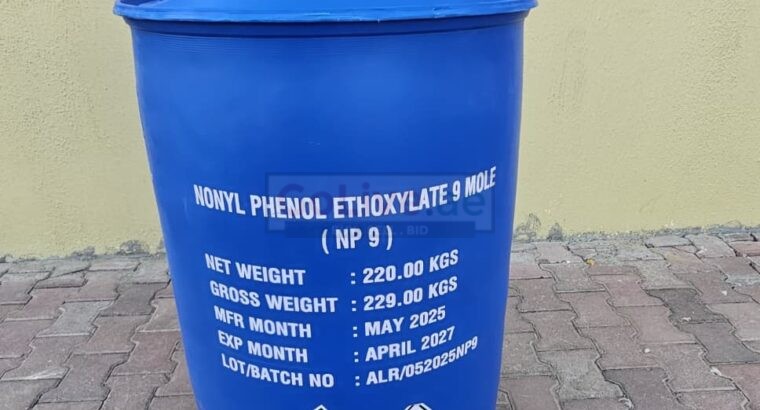 NONYL PHENOL ETHOXYLATE 9 MOLE
( NP 9 )
NET WEIGHT : 220.00 KGS
GROSS WEIGHT : 229.00 KGS
MFR MONTH : MAY 2025
EXP MONTH : APRIL 2027
LOT/BATCH NO : ALR/052025NP9